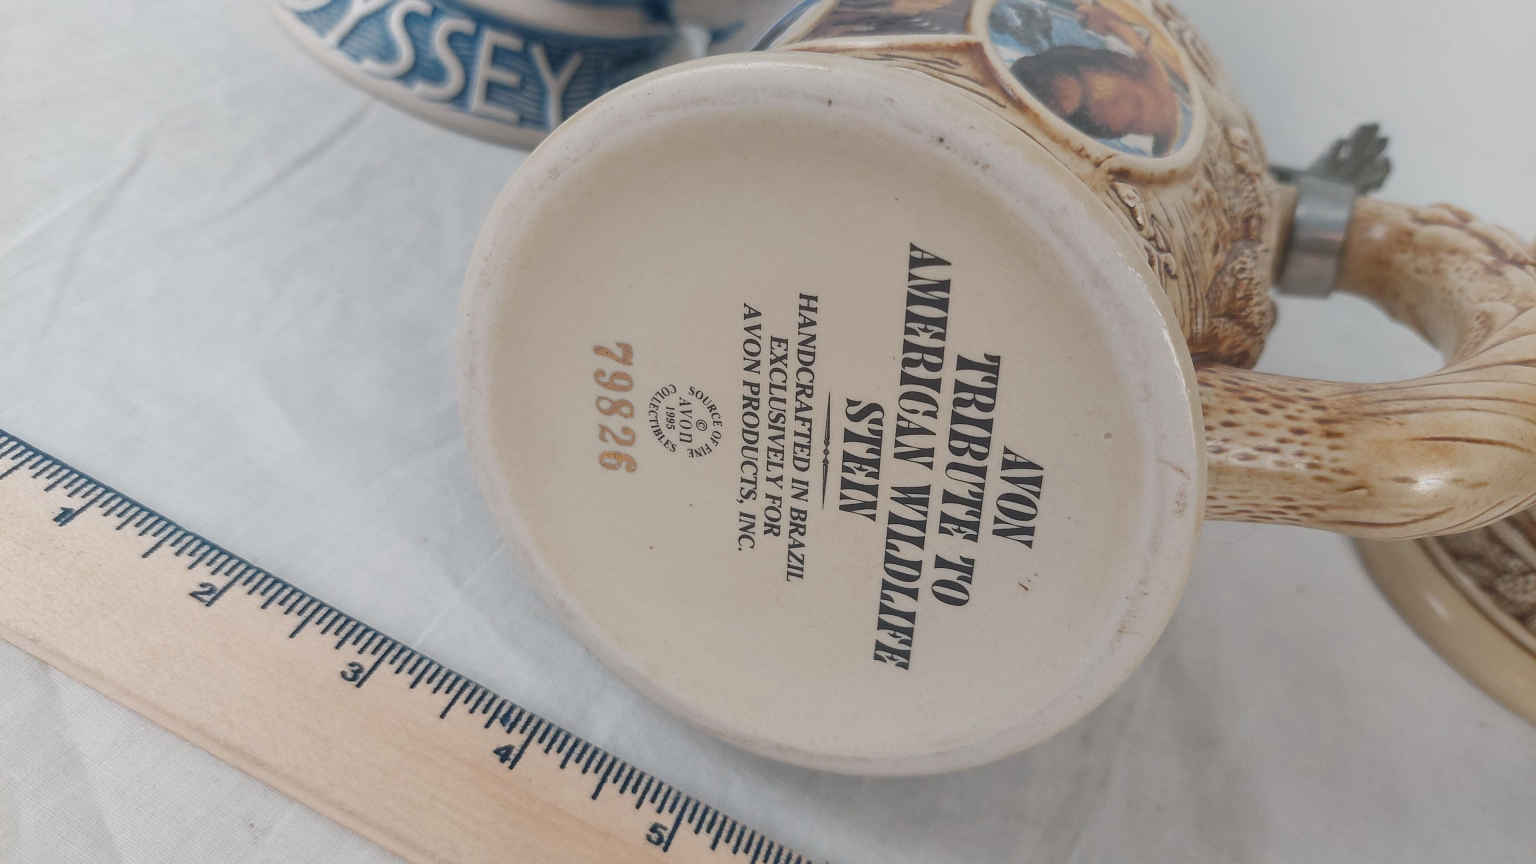 YSSEY
AVON
TRIBUTE TO
AMERICAN WILDLIFE
STEIN
HANDCRAFTED IN BRAZIL
EXCLUSIVELY FOR
AVON PRODUCTS, INC.
SOURCE OF FINE
©
AVON
1995
COLLECTIBLES
79826
1
2
3
4
5